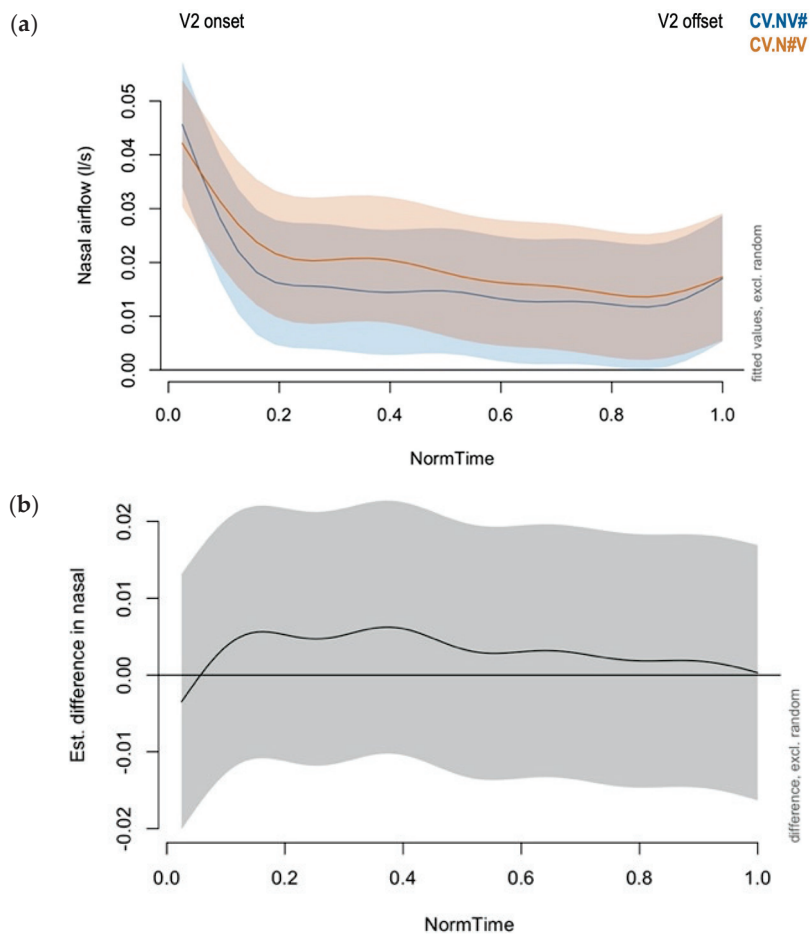 (a)
V2 onset
V2 offset
CV.NV#
CV.N#V
Nasal airflow (l/s)
0.05
0.04
0.03
0.02
0.01
0.00
fitted values, excl. random
0.0 0.2 0.4 0.6 0.8 1.0
NormTime
(b)
Est. difference in nasal
0.02
0.01
0.00
-0.01
-0.02
difference, excl. random
0.0 0.2 0.4 0.6 0.8 1.0
NormTime